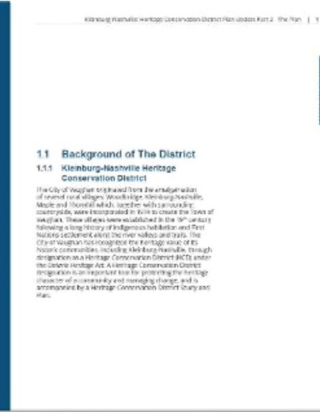 Kleinburg-Nashville Heritage Conservation District Plan Update Part 2 - The Plan | 1
1.1 Background of The District
1.1.1 Kleinburg-Nashville Heritage
Conservation District
The City of Vaughan originated from the amalgamation
of several rural villages: Woodbridge, Kleinburg-Nashville,
Maple and Thornhill which, together with surrounding
countryside, were incorporated in to create the Town of
Vaughan. These villages were established in the 19th century
following a long history of Indigenous habitation and First
Nations settlement along the river valleys and trails. The
City of Vaughan has recognized the heritage value of its
historic communities, including Kleinburg-Nashville, through
designation as a Heritage Conservation District (HCD) under
the Ontario Heritage Act. A Heritage Conservation District
designation is an important tool for protecting the heritage
character of a community and managing change, and is
accompanied by a Heritage Conservation District Study and
Plan.